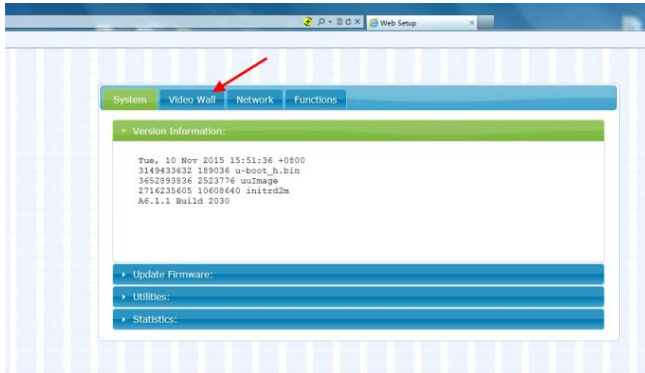 Web Setup
System Video Wall Network Functions
Version Information:
Tue, 10 Nov 2015 15:51:36 +0800
3149433632 189036 u-boot_h.bin
3652893836 2523776 uuImage
2716235605 10608640 initrd2m
A6.1.1 Build 2030
Update Firmware:
Utilities:
Statistics: